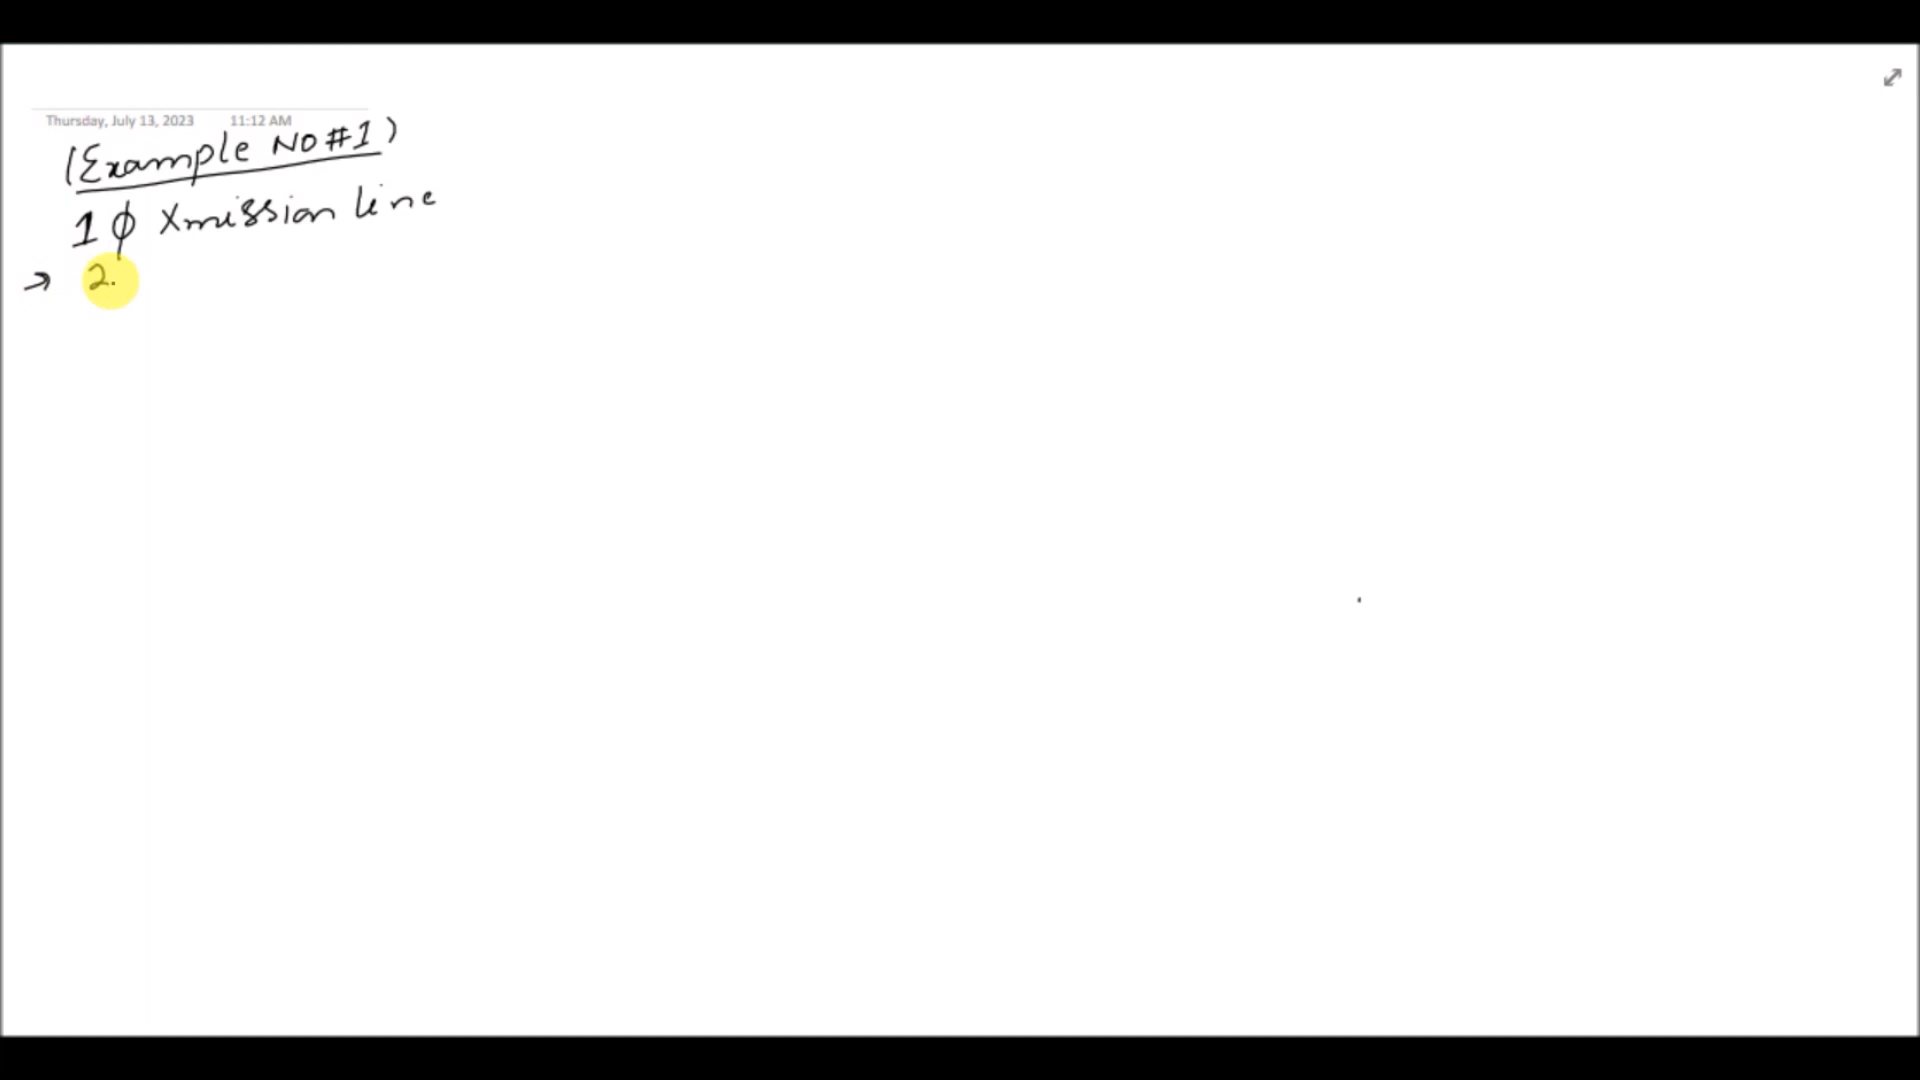 Thursday, July 13, 2023 11:12 AM
(Example No#1)
1 φ Xmission line
→ 2.